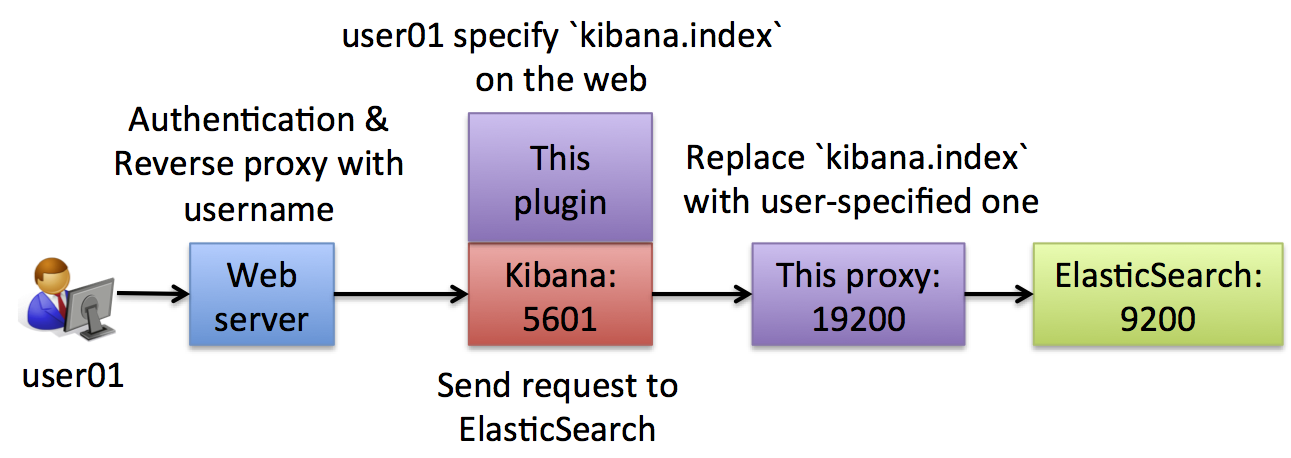 user01 specify `kibana.index`
on the web
Authentication &
Reverse proxy with
username
This
plugin
Replace `kibana.index`
with user-specified one
Web
server
Kibana:
5601
This proxy:
19200
ElasticSearch:
9200
user01
Send request to
ElasticSearch